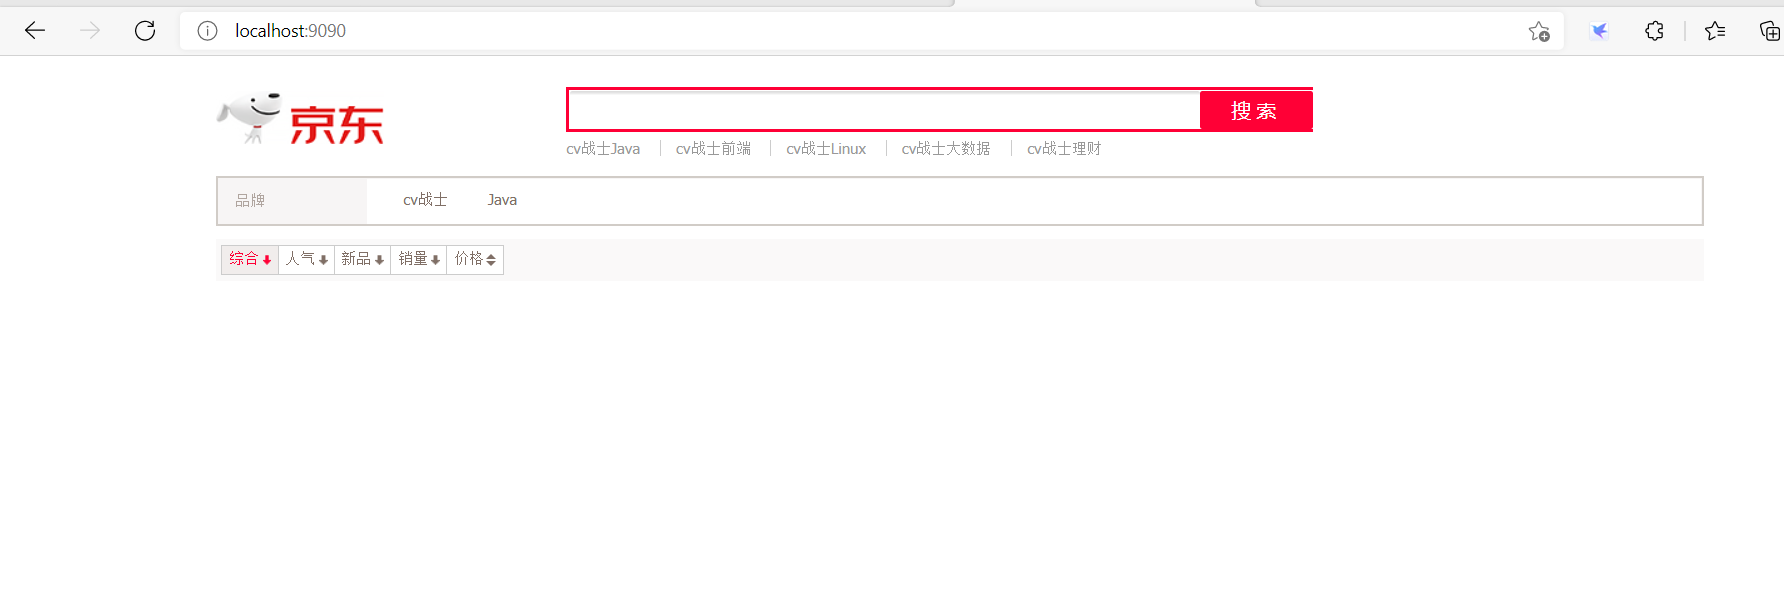 localhost:9090
京东
搜索
cv战士Java cv战士前端 cv战士Linux cv战士大数据 cv战士理财
品牌 cv战士 Java
综合 人气 新品 销量 价格